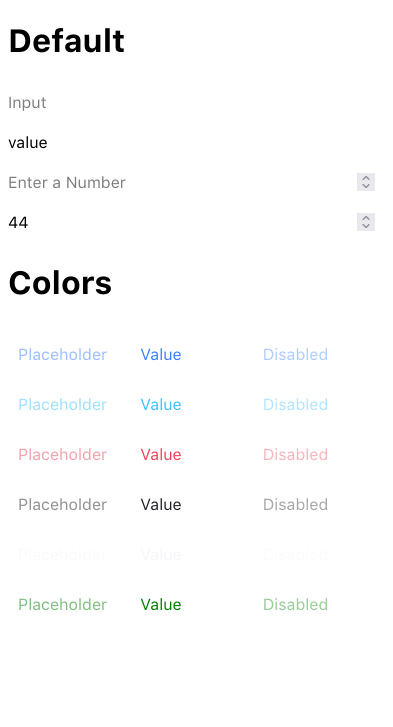 Default
Input
value
Enter a Number
44
Colors
Placeholder Value Disabled
Placeholder Value Disabled
Placeholder Value Disabled
Placeholder Value Disabled
Placeholder Value Disabled
Placeholder Value Disabled